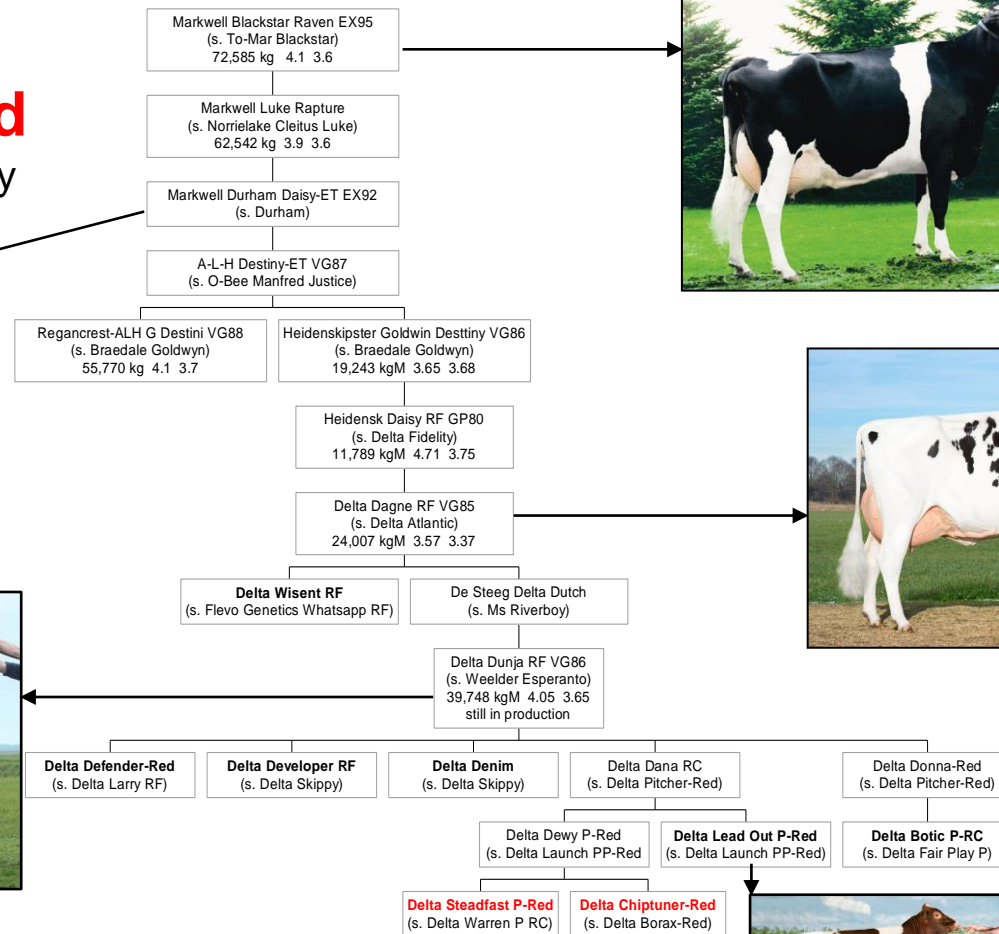 Markwell Blackstar Raven EX95
(s. To-Mar Blackstar)
72,585 kg 4.1 3.6
d
y
Markwell Luke Rapture
(s. Norrielake Cleitus Luke)
62,542 kg 3.9 3.6
Markwell Durham Daisy-ET EX92
(s. Durham)
A-L-H Destiny-ET VG87
(s. O-Bee Manfred Justice)
Regancrest-ALH G Destini VG88
(s. Braedale Goldwyn)
55,770 kg 4.1 3.7
Heidenskipster Goldwin Desttiny VG86
(s. Braedale Goldwyn)
19,243 kgM 3.65 3.68
Heidensk Daisy RF GP80
(s. Delta Fidelity)
11,789 kgM 4.71 3.75
Delta Dagne RF VG85
(s. Delta Atlantic)
24,007 kgM 3.57 3.37
Delta Wisent RF
(s. Flevo Genetics Whatsapp RF)
De Steeg Delta Dutch
(s. Ms Riverboy)
Delta Dunja RF VG86
(s. Weelder Esperanto)
39,748 kgM 4.05 3.65
still in production
Delta Defender-Red
(s. Delta Larry RF)
Delta Developer RF
(s. Delta Skippy)
Delta Denim
(s. Delta Skippy)
Delta Dana RC
(s. Delta Pitcher-Red)
Delta Donna-Red
(s. Delta Pitcher-Red)
Delta Dewy P-Red
(s. Delta Launch PP-Red
Delta Lead Out P-Red
(s. Delta Launch PP-Red)
Delta Botic P-RC
(s. Delta Fair Play P)
Delta Steadfast P-Red
(s. Delta Warren P RC)
Delta Chiptuner-Red
(s. Delta Borax-Red)